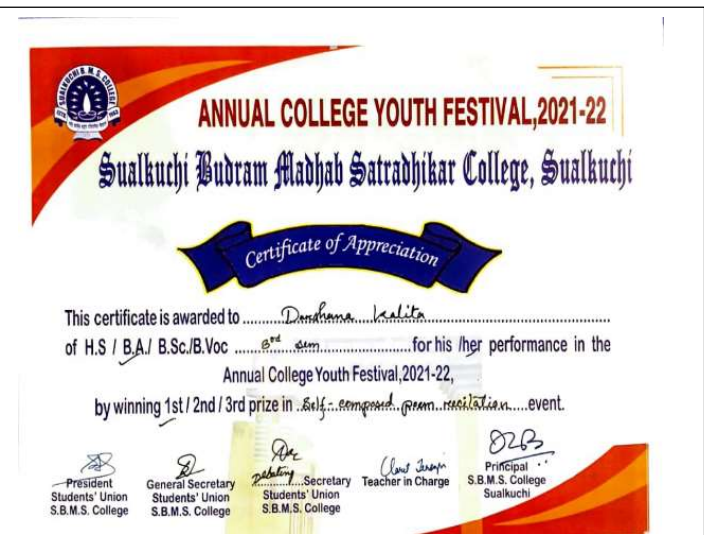 SUALKUCHI B. M. S. COLLEGE
ANNUAL COLLEGE YOUTH FESTIVAL,2021-22
Sualkuchi Budram Madhab Satradhikar College, Sualkuchi
Certificate of Appreciation
This certificate is awarded to Darshana Kalita
of H.S / B.A./ B.Sc./B.Voc 3rd sem for his /her performance in the
Annual College Youth Festival,2021-22,
by winning 1st / 2nd / 3rd prize in Self-composed poem recitation event.
President
Students' Union
S.B.M.S. College
General Secretary
Students' Union
S.B.M.S. College
Debating Secretary
Students' Union
S.B.M.S. College
Teacher in Charge
Principal
S.B.M.S. College
Sualkuchi